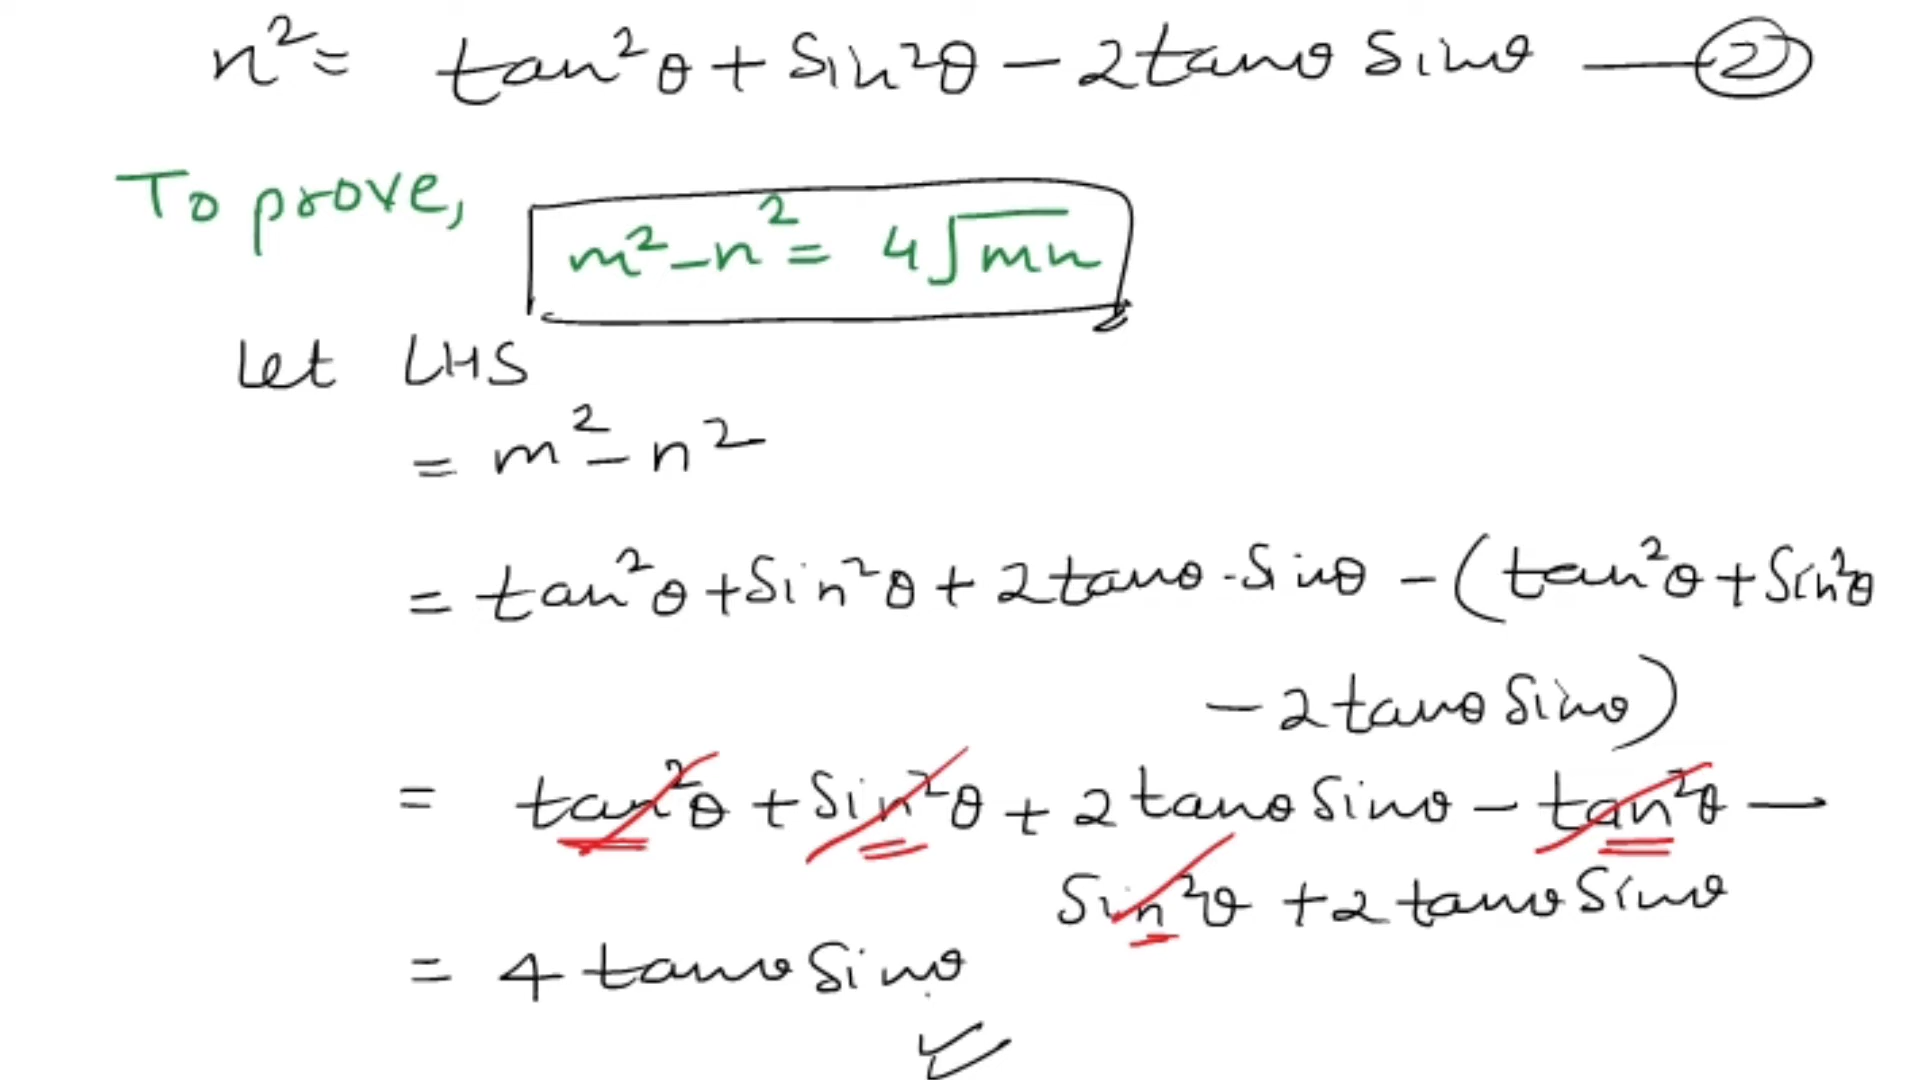 n² = tan²θ + Sin²θ − 2tanθ Sinθ —②
To prove,
m² − n² = 4√mn
Let LHS
= m² − n²
= tan²θ + Sin²θ + 2tanθ·Sinθ − (tan²θ + Sin²θ
− 2tanθ Sinθ)
= tan²θ + Sin²θ + 2tanθ Sinθ − tan²θ −
Sin²θ + 2tanθ Sinθ
= 4 tanθ Sinθ